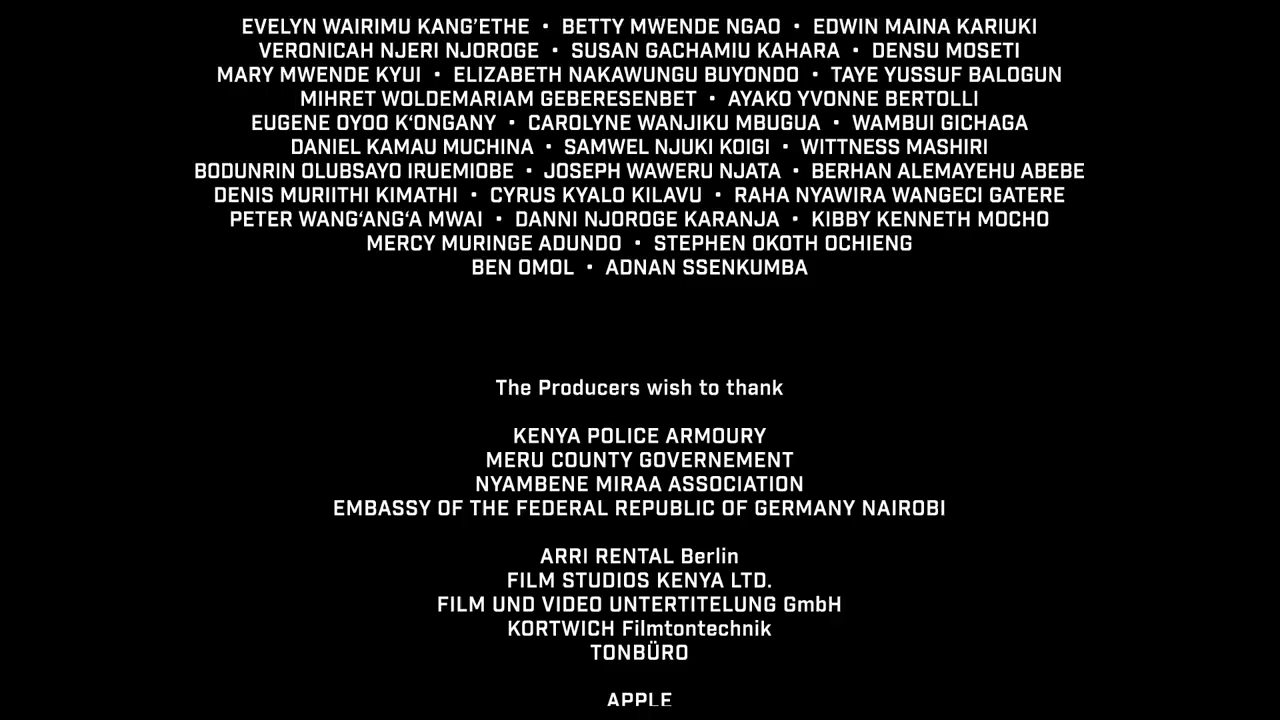 EVELYN WAIRIMU KANG’ETHE • BETTY MWENDE NGAO • EDWIN MAINA KARIUKI
VERONICAH NJERI NJOROGE • SUSAN GACHAMIU KAHARA • DENSU MOSETI
MARY MWENDE KYUI • ELIZABETH NAKAWUNGU BUYONDO • TAYE YUSSUF BALOGUN
MIHRET WOLDEMARIAM GEBERESENBET • AYAKO YVONNE BERTOLLI
EUGENE OYOO K‘ONGANY • CAROLYNE WANJIKU MBUGUA • WAMBUI GICHAGA
DANIEL KAMAU MUCHINA • SAMWEL NJUKI KOIGI • WITTNESS MASHIRI
BODUNRIN OLUBSAYO IRUEMIOBE • JOSEPH WAWERU NJATA • BERHAN ALEMAYEHU ABEBE
DENIS MURIITHI KIMATHI • CYRUS KYALO KILAVU • RAHA NYAWIRA WANGECI GATERE
PETER WANG‘ANG‘A MWAI • DANNI NJOROGE KARANJA • KIBBY KENNETH MOCHO
MERCY MURINGE ADUNDO • STEPHEN OKOTH OCHIENG
BEN OMOL • ADNAN SSENKUMBA
The Producers wish to thank
KENYA POLICE ARMOURY
MERU COUNTY GOVERNEMENT
NYAMBENE MIRAA ASSOCIATION
EMBASSY OF THE FEDERAL REPUBLIC OF GERMANY NAIROBI
ARRI RENTAL Berlin
FILM STUDIOS KENYA LTD.
FILM UND VIDEO UNTERTITELUNG GmbH
KORTWICH Filmtontechnik
TONBÜRO
APPLE